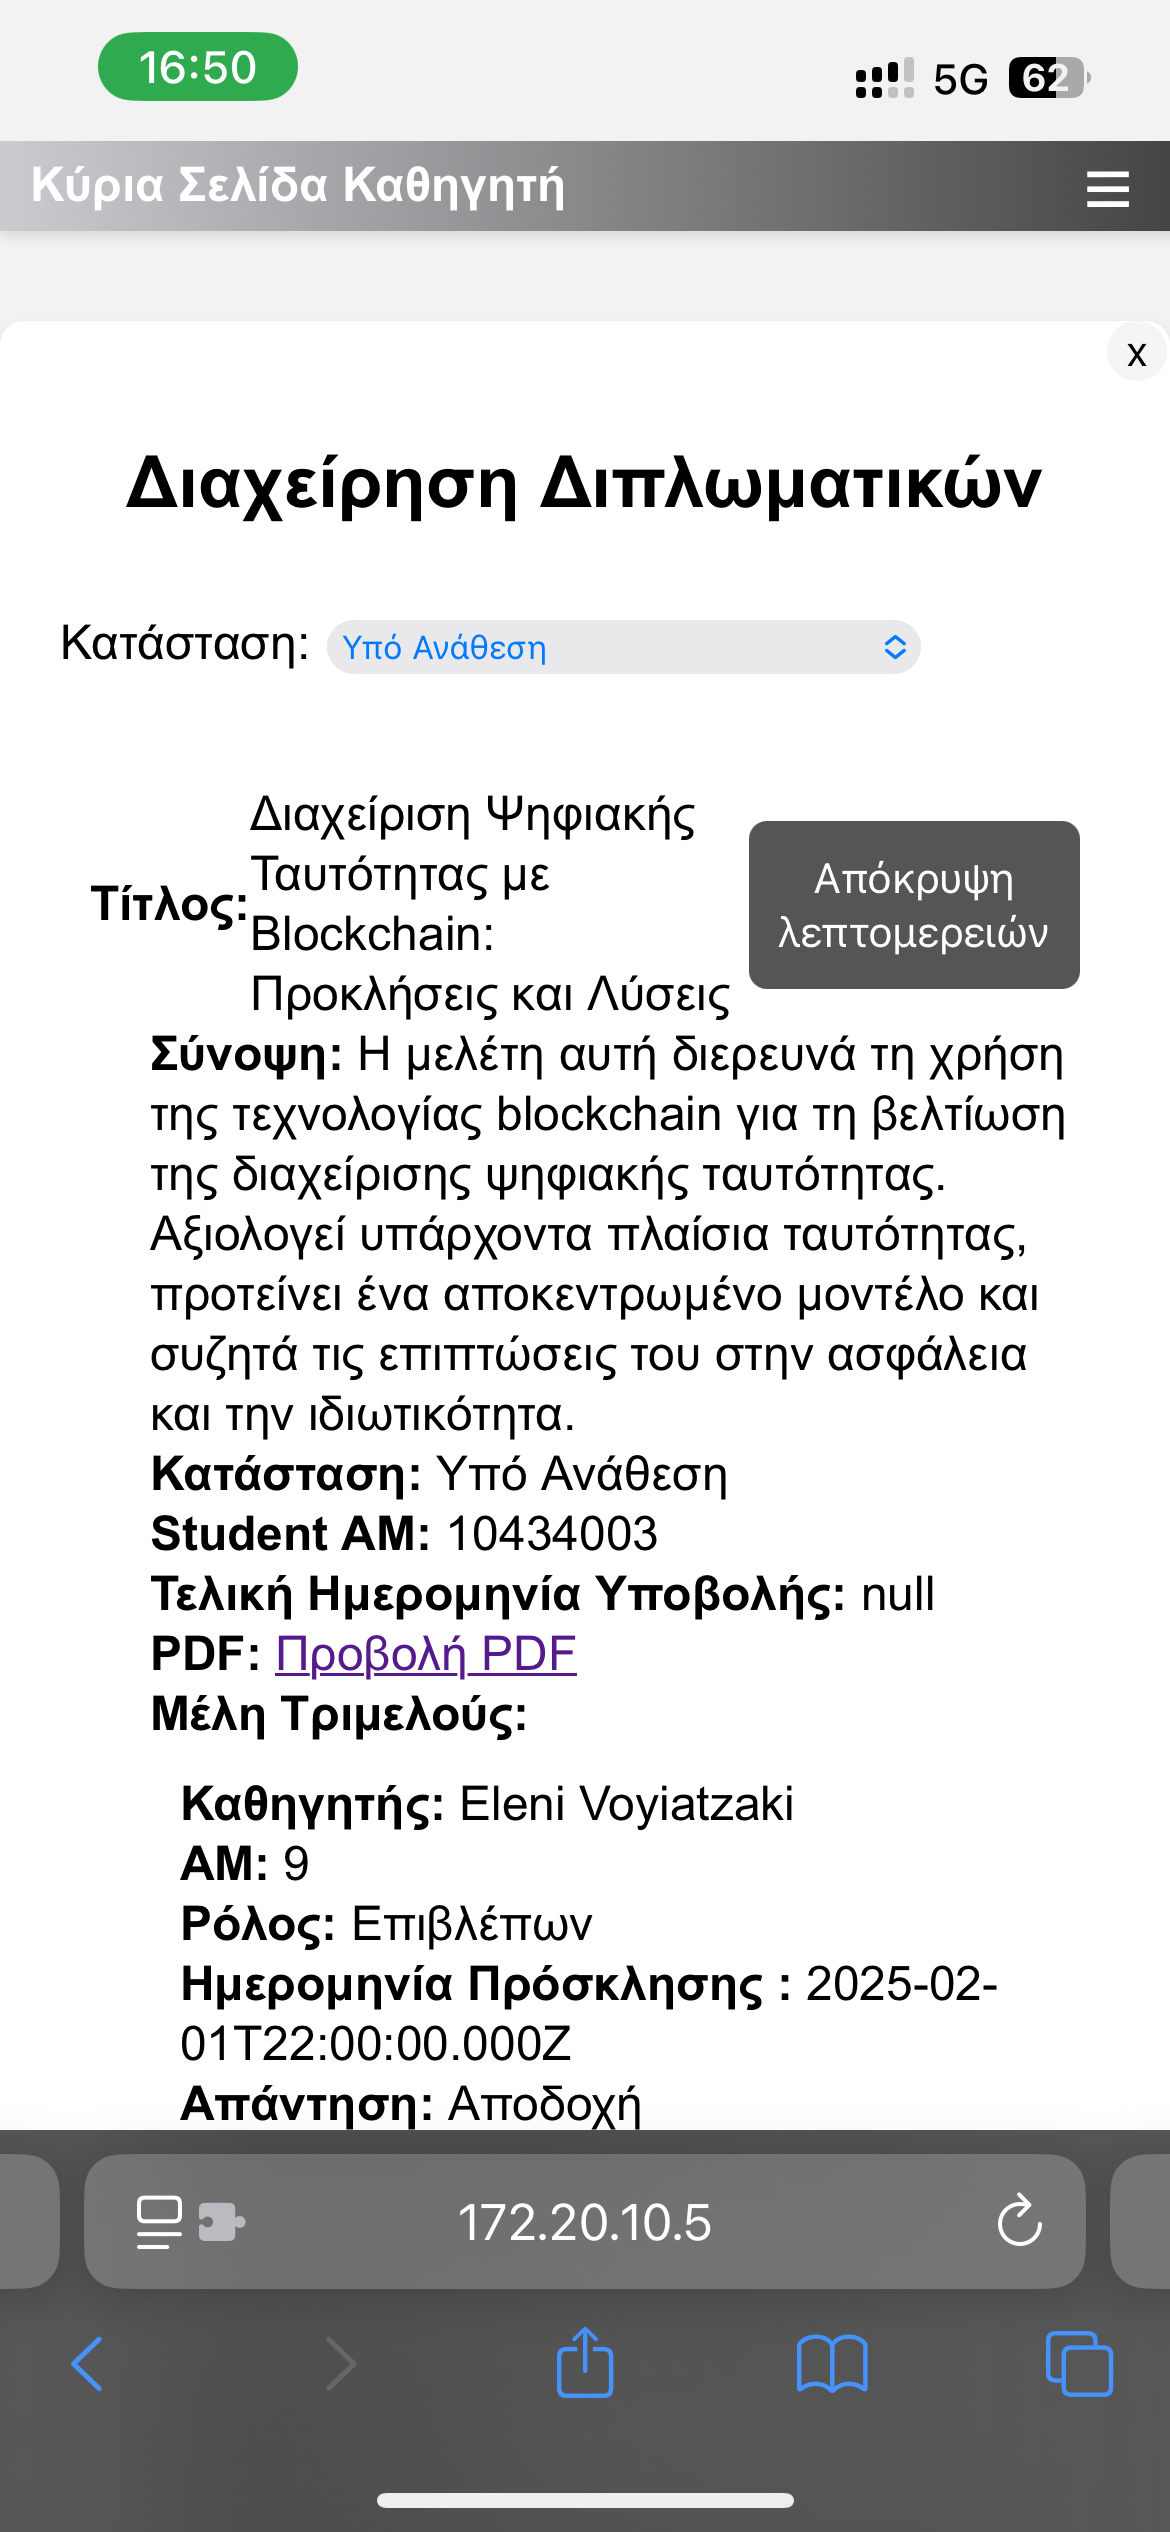 16:50
5G 62
Κύρια Σελίδα Καθηγητή
x
Διαχείρηση Διπλωματικών
Κατάσταση: Υπό Ανάθεση
Τίτλος:
Διαχείριση Ψηφιακής
Ταυτότητας με
Blockchain:
Προκλήσεις και Λύσεις
Απόκρυψη
λεπτομερειών
Σύνοψη: Η μελέτη αυτή διερευνά τη χρήση
της τεχνολογίας blockchain για τη βελτίωση
της διαχείρισης ψηφιακής ταυτότητας.
Αξιολογεί υπάρχοντα πλαίσια ταυτότητας,
προτείνει ένα αποκεντρωμένο μοντέλο και
συζητά τις επιπτώσεις του στην ασφάλεια
και την ιδιωτικότητα.
Κατάσταση: Υπό Ανάθεση
Student AM: 10434003
Τελική Ημερομηνία Υποβολής: null
PDF: Προβολή PDF
Μέλη Τριμελούς:
Καθηγητής: Eleni Voyiatzaki
ΑΜ: 9
Ρόλος: Επιβλέπων
Ημερομηνία Πρόσκλησης : 2025-02-
01T22:00:00.000Z
Απάντηση: Αποδοχή
172.20.10.5